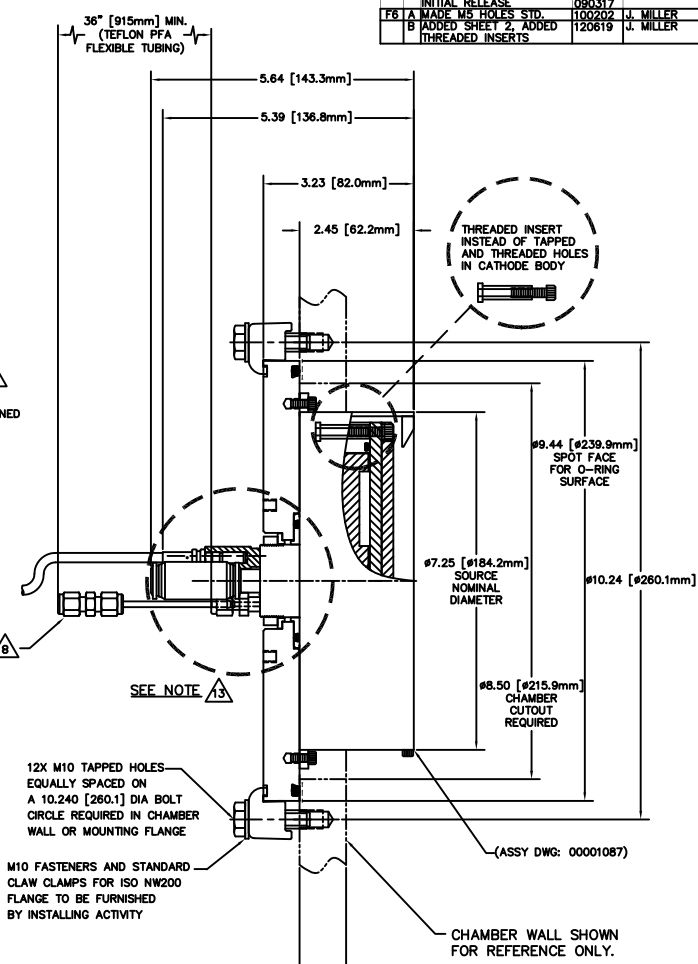 INITIAL RELEASE 090317
F6 A MADE M5 HOLES STD. 100202 J. MILLER
B ADDED SHEET 2, ADDED 120619 J. MILLER
THREADED INSERTS
36" [915mm] MIN.
(TEFLON PFA
FLEXIBLE TUBING)
5.64 [143.3mm]
5.39 [136.8mm]
3.23 [82.0mm]
2.45 [62.2mm]
THREADED INSERT
INSTEAD OF TAPPED
AND THREADED HOLES
IN CATHODE BODY
NED
ø9.44 [ø239.9mm]
SPOT FACE
FOR O-RING
SURFACE
ø7.25 [ø184.2mm]
SOURCE
NOMINAL
DIAMETER
ø10.24 [ø260.1mm]
8
ø8.50 [ø215.9mm]
CHAMBER
CUTOUT
REQUIRED
SEE NOTE 13
12X M10 TAPPED HOLES
EQUALLY SPACED ON
A 10.240 [260.1] DIA BOLT
CIRCLE REQUIRED IN CHAMBER
WALL OR MOUNTING FLANGE
(ASSY DWG: 00001087)
M10 FASTENERS AND STANDARD
CLAW CLAMPS FOR ISO NW200
FLANGE TO BE FURNISHED
BY INSTALLING ACTIVITY
CHAMBER WALL SHOWN
FOR REFERENCE ONLY.